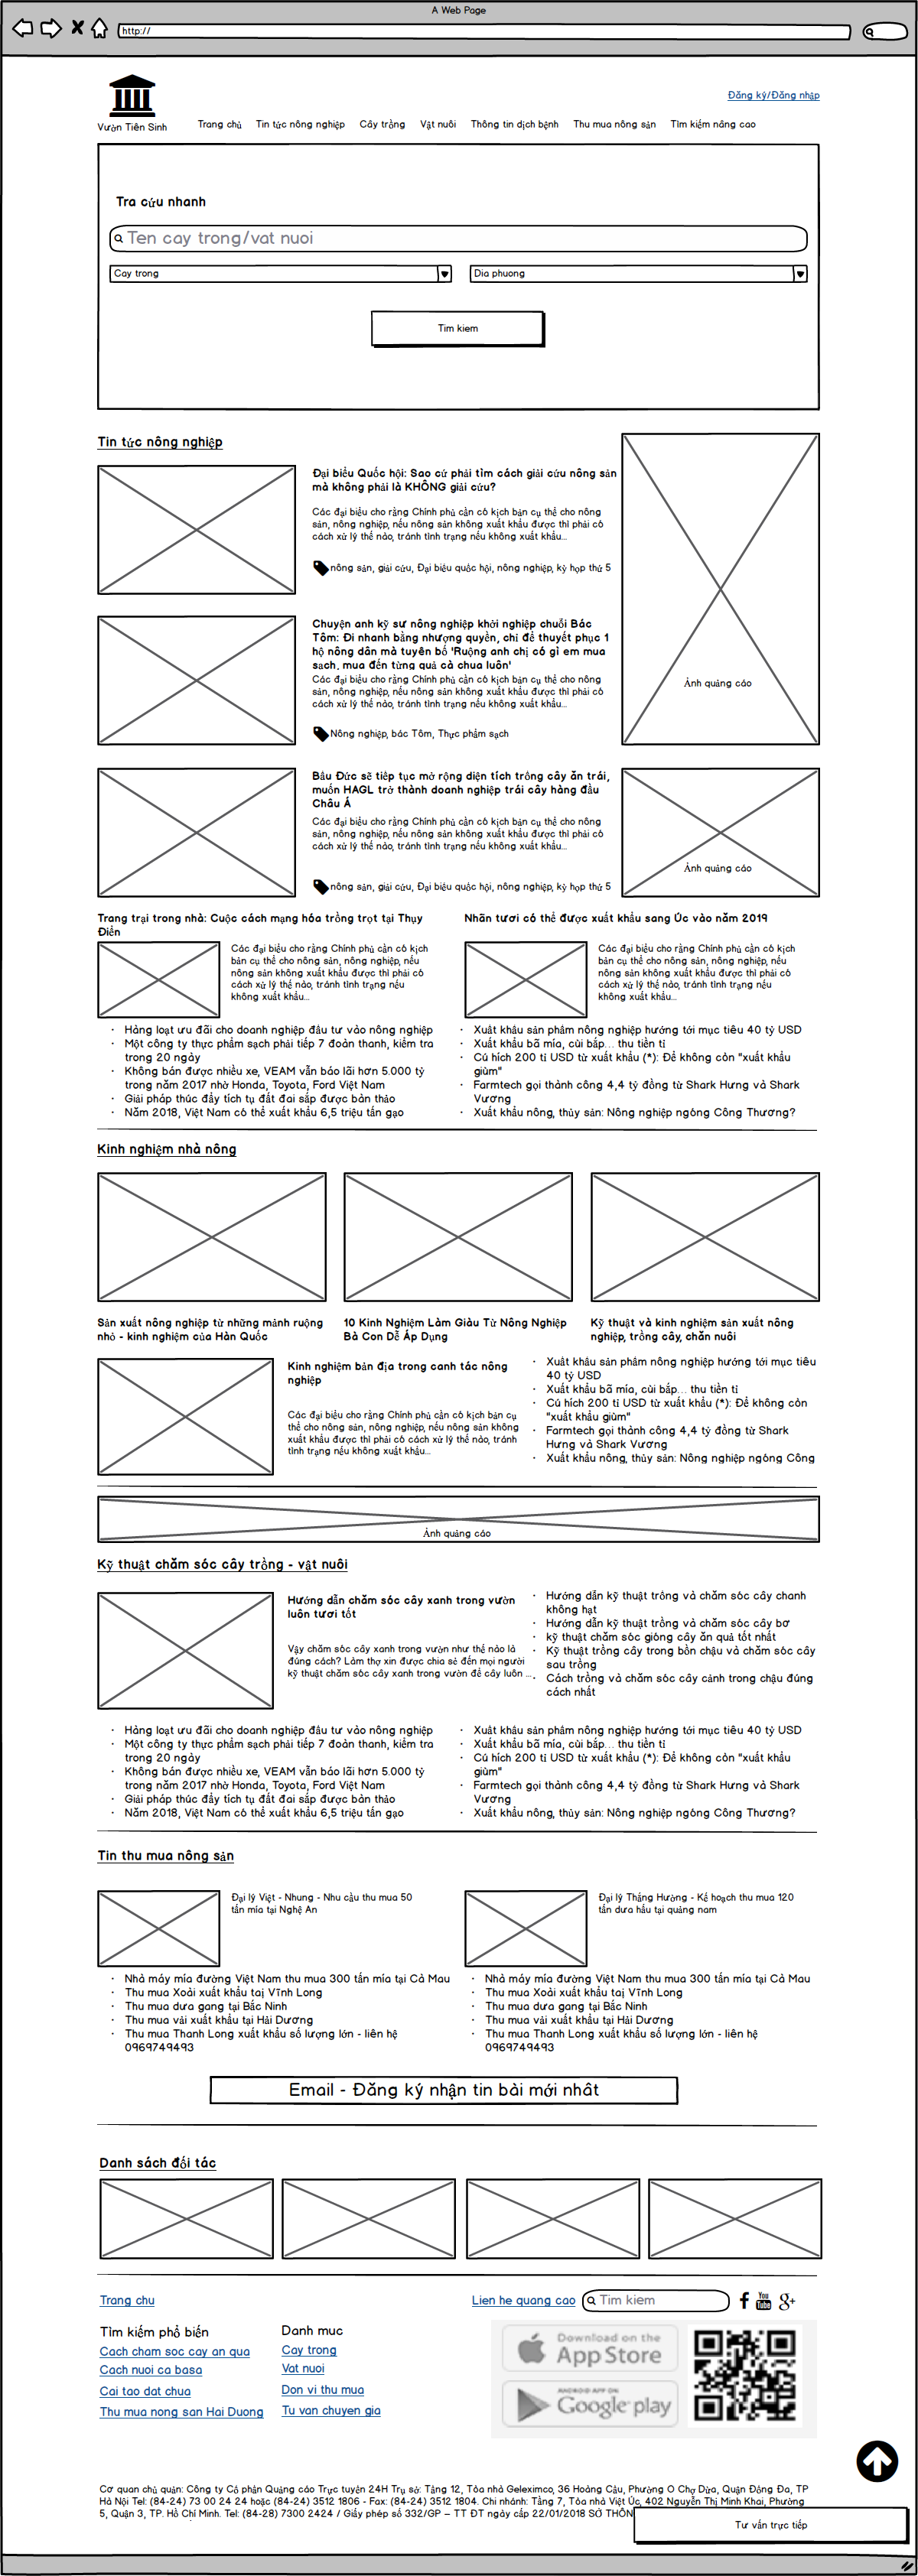 A Web Page
http://
Đăng ký/Đăng nhập
Vườn Tiên Sinh
Trang chủ Tin tức nông nghiệp Cây trồng Vật nuôi Thông tin dịch bệnh Thu mua nông sản Tìm kiếm nâng cao
Tra cứu nhanh
Ten cay trong/vat nuoi
Cay trong
Dia phuong
Tim kiem
Tin tức nông nghiệp
Đại biểu Quốc hội: Sao cứ phải tìm cách giải cứu nông sản
mà không phải là KHÔNG giải cứu?
Các đại biểu cho rằng Chính phủ cần có kịch bản cụ thể cho nông
sản, nông nghiệp, nếu nông sản không xuất khẩu được thì phải có
cách xử lý thế nào, tránh tình trạng nếu không xuất khẩu...
nông sản, giải cứu, Đại biêu quốc hội, nông nghiệp, kỳ họp thứ 5
Chuyện anh kỹ sư nông nghiệp khởi nghiệp chuỗi Bác
Tôm: Đi nhanh bằng nhượng quyền, chỉ để thuyết phục 1
hộ nông dân mà tuyên bố 'Ruộng anh chị có gì em mua
sạch, mua đến từng quả cà chua luôn'
Các đại biểu cho rằng Chính phủ cần có kịch bản cụ thể cho nông
sản, nông nghiệp, nếu nông sản không xuất khẩu được thì phải có
cách xử lý thế nào, tránh tình trạng nếu không xuất khẩu...
Nông nghiệp, bác Tôm, Thực phẩm sạch
Ảnh quảng cáo
Bầu Đức sẽ tiếp tục mở rộng diện tích trồng cây ăn trái,
muốn HAGL trở thành doanh nghiệp trái cây hàng đầu
Châu Á
Các đại biểu cho rằng Chính phủ cần có kịch bản cụ thể cho nông
sản, nông nghiệp, nếu nông sản không xuất khẩu được thì phải có
cách xử lý thế nào, tránh tình trạng nếu không xuất khẩu...
nông sản, giải cứu, Đại biêu quốc hội, nông nghiệp, kỳ họp thứ 5
Ảnh quảng cáo
Trang trại trong nhà: Cuộc cách mạng hóa trồng trọt tại Thụy
Điển
Các đại biểu cho rằng Chính phủ cần có kịch
bản cụ thể cho nông sản, nông nghiệp, nếu
nông sản không xuất khẩu được thì phải có
cách xử lý thế nào, tránh tình trạng nếu
không xuất khẩu...
· Hàng loạt ưu đãi cho doanh nghiệp đầu tư vào nông nghiệp
· Một công ty thực phẩm sạch phải tiếp 7 đoàn thanh, kiểm tra
trong 20 ngày
· Không bán được nhiều xe, VEAM vẫn báo lãi hơn 5.000 tỷ
trong năm 2017 nhờ Honda, Toyota, Ford Việt Nam
· Giải pháp thúc đẩy tích tụ đất đai sắp được bàn thảo
· Năm 2018, Việt Nam có thể xuất khẩu 6,5 triệu tấn gạo
Nhãn tươi có thể được xuất khẩu sang Úc vào năm 2019
Các đại biểu cho rằng Chính phủ cần có kịch
bản cụ thể cho nông sản, nông nghiệp, nếu
nông sản không xuất khẩu được thì phải có
cách xử lý thế nào, tránh tình trạng nếu
không xuất khẩu...
· Xuất khẩu sản phẩm nông nghiệp hướng tới mục tiêu 40 tỷ USD
· Xuất khẩu bã mía, cùi bắp... thu tiền tỉ
· Cú hích 200 tỉ USD từ xuất khẩu (*): Để không còn "xuất khẩu
giùm"
· Farmtech gọi thành công 4,4 tỷ đồng từ Shark Hưng và Shark
Vương
· Xuất khẩu nông, thủy sản: Nông nghiệp ngóng Công Thương?
Kinh nghiệm nhà nông
Sản xuất nông nghiệp từ những mảnh ruộng
nhỏ - kinh nghiệm của Hàn Quốc
10 Kinh Nghiệm Làm Giàu Từ Nông Nghiệp
Bà Con Dễ Áp Dụng
Kỹ thuật và kinh nghiệm sản xuất nông
nghiệp, trồng cây, chăn nuôi
Kinh nghiệm bản địa trong canh tác nông
nghiệp
Các đại biểu cho rằng Chính phủ cần có kịch bản cụ
thể cho nông sản, nông nghiệp, nếu nông sản không
xuất khẩu được thì phải có cách xử lý thế nào, tránh
tình trạng nếu không xuất khẩu...
· Xuất khẩu sản phẩm nông nghiệp hướng tới mục tiêu
40 tỷ USD
· Xuất khẩu bã mía, cùi bắp... thu tiền tỉ
· Cú hích 200 tỉ USD từ xuất khẩu (*): Để không còn
"xuất khẩu giùm"
· Farmtech gọi thành công 4,4 tỷ đồng từ Shark
Hưng và Shark Vương
· Xuất khẩu nông, thủy sản: Nông nghiệp ngóng Công
Ảnh quảng cáo
Kỹ thuật chăm sóc cây trồng - vật nuôi
Hướng dẫn chăm sóc cây xanh trong vườn
luôn tươi tốt
Vậy chăm sóc cây xanh trong vườn như thế nào là
đúng cách? Làm thợ xin được chia sẻ đến mọi người
kỹ thuật chăm sóc cây xanh trong vườn để cây luôn ...
· Hướng dẫn kỹ thuật trồng và chăm sóc cây chanh
không hạt
· Hướng dẫn kỹ thuật trồng và chăm sóc cây bơ
· kỹ thuật chăm sóc gióng cây ăn quả tốt nhất
· Kỹ thuật trồng cây trong bồn chậu và chăm sóc cây
sau trồng
· Cách trồng và chăm sóc cây cảnh trong chậu đúng
cách nhất
· Hàng loạt ưu đãi cho doanh nghiệp đầu tư vào nông nghiệp
· Một công ty thực phẩm sạch phải tiếp 7 đoàn thanh, kiểm tra
trong 20 ngày
· Không bán được nhiều xe, VEAM vẫn báo lãi hơn 5.000 tỷ
trong năm 2017 nhờ Honda, Toyota, Ford Việt Nam
· Giải pháp thúc đẩy tích tụ đất đai sắp được bàn thảo
· Năm 2018, Việt Nam có thể xuất khẩu 6,5 triệu tấn gạo
· Xuất khẩu sản phẩm nông nghiệp hướng tới mục tiêu 40 tỷ USD
· Xuất khẩu bã mía, cùi bắp... thu tiền tỉ
· Cú hích 200 tỉ USD từ xuất khẩu (*): Để không còn "xuất khẩu
giùm"
· Farmtech gọi thành công 4,4 tỷ đồng từ Shark Hưng và Shark
Vương
· Xuất khẩu nông, thủy sản: Nông nghiệp ngóng Công Thương?
Tin thu mua nông sản
Đại lý Việt - Nhung - Nhu cầu thu mua 50
tấn mía tại Nghệ An
· Nhà máy mía đường Việt Nam thu mua 300 tấn mía tại Cà Mau
· Thu mua Xoài xuất khẩu tại Vĩnh Long
· Thu mua dưa gang tại Bắc Ninh
· Thu mua vải xuất khẩu tại Hải Dương
· Thu mua Thanh Long xuất khẩu số lượng lớn - liên hệ
0969749493
Đại lý Thắng Hường - Kế hoạch thu mua 120
tấn dưa hấu tại quảng nam
· Nhà máy mía đường Việt Nam thu mua 300 tấn mía tại Cà Mau
· Thu mua Xoài xuất khẩu tại Vĩnh Long
· Thu mua dưa gang tại Bắc Ninh
· Thu mua vải xuất khẩu tại Hải Dương
· Thu mua Thanh Long xuất khẩu số lượng lớn - liên hệ
0969749493
Email - Đăng ký nhận tin bài mới nhất
Danh sách đối tác
Trang chu
Lien he quang cao
Tim kiem
You Tube
g+
Tìm kiếm phổ biến
Cach cham soc cay an qua
Cach nuoi ca basa
Cai tao dat chua
Thu mua nong san Hai Duong
Danh muc
Cay trong
Vat nuoi
Don vi thu mua
Tu van chuyen gia
Download on the
App Store
ANDROID APP ON
Google play
Cơ quan chủ quản: Công ty Cổ phần Quảng cáo Trực tuyến 24H Trụ sở: Tầng 12, Tòa nhà Geleximco, 36 Hoàng Cầu, Phường O Chợ Dừa, Quận Đống Đa, TP
Hà Nội Tel: (84-24) 73 00 24 24 hoặc (84-24) 3512 1806 - Fax: (84-24) 3512 1804. Chi nhánh: Tầng 7, Tòa nhà Việt Úc, 402 Nguyễn Thị Minh Khai, Phường
5, Quận 3, TP. Hồ Chí Minh. Tel: (84-28) 7300 2424 / Giấy phép số 332/GP – TT ĐT ngày cấp 22/01/2018 SỞ THÔN
Tư vấn trực tiếp